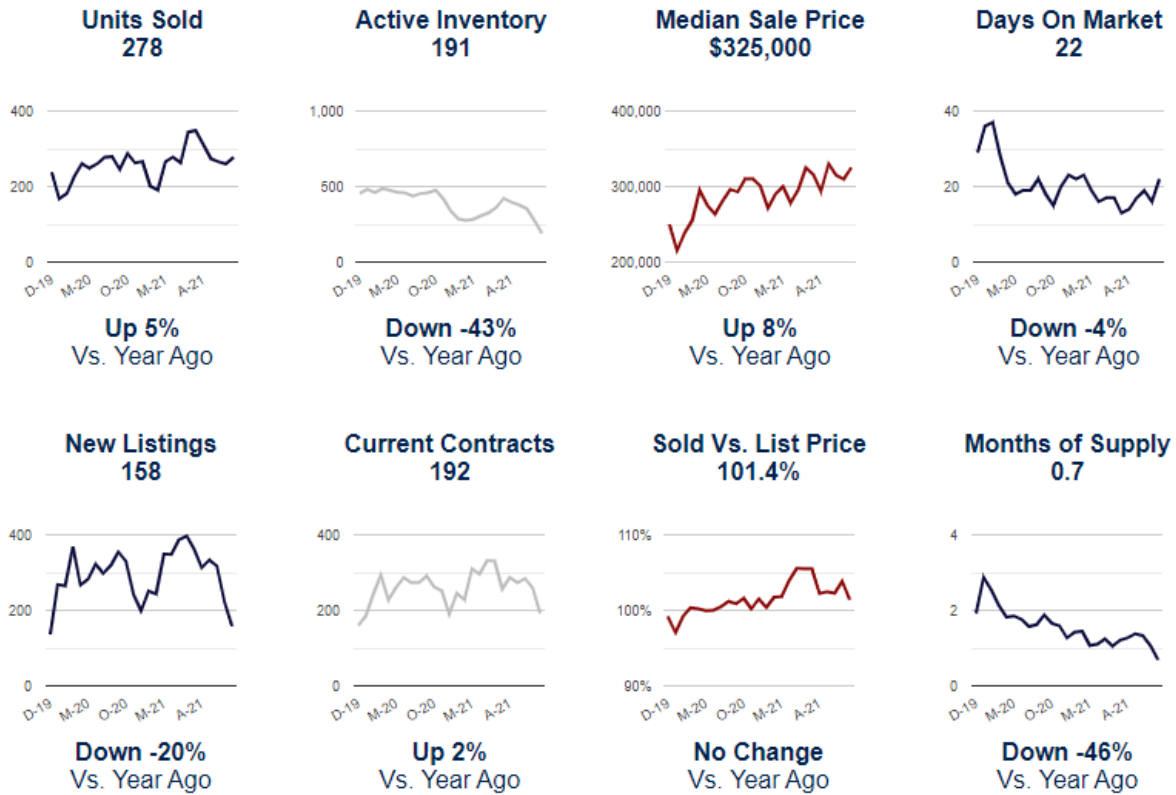 Units Sold
278
400
200
0
D-19
M-20
O-20
M-21
A-21
Up 5%
Vs. Year Ago
Active Inventory
191
1,000
500
0
D-19
M-20
O-20
M-21
A-21
Down -43%
Vs. Year Ago
Median Sale Price
$325,000
400,000
300,000
200,000
D-19
M-20
O-20
M-21
A-21
Up 8%
Vs. Year Ago
Days On Market
22
40
20
0
D-19
M-20
O-20
M-21
A-21
Down -4%
Vs. Year Ago
New Listings
158
400
200
0
D-19
M-20
O-20
M-21
A-21
Down -20%
Vs. Year Ago
Current Contracts
192
400
200
0
D-19
M-20
O-20
M-21
A-21
Up 2%
Vs. Year Ago
Sold Vs. List Price
101.4%
110%
100%
90%
D-19
M-20
O-20
M-21
A-21
No Change
Vs. Year Ago
Months of Supply
0.7
4
2
0
D-19
M-20
O-20
M-21
A-21
Down -46%
Vs. Year Ago